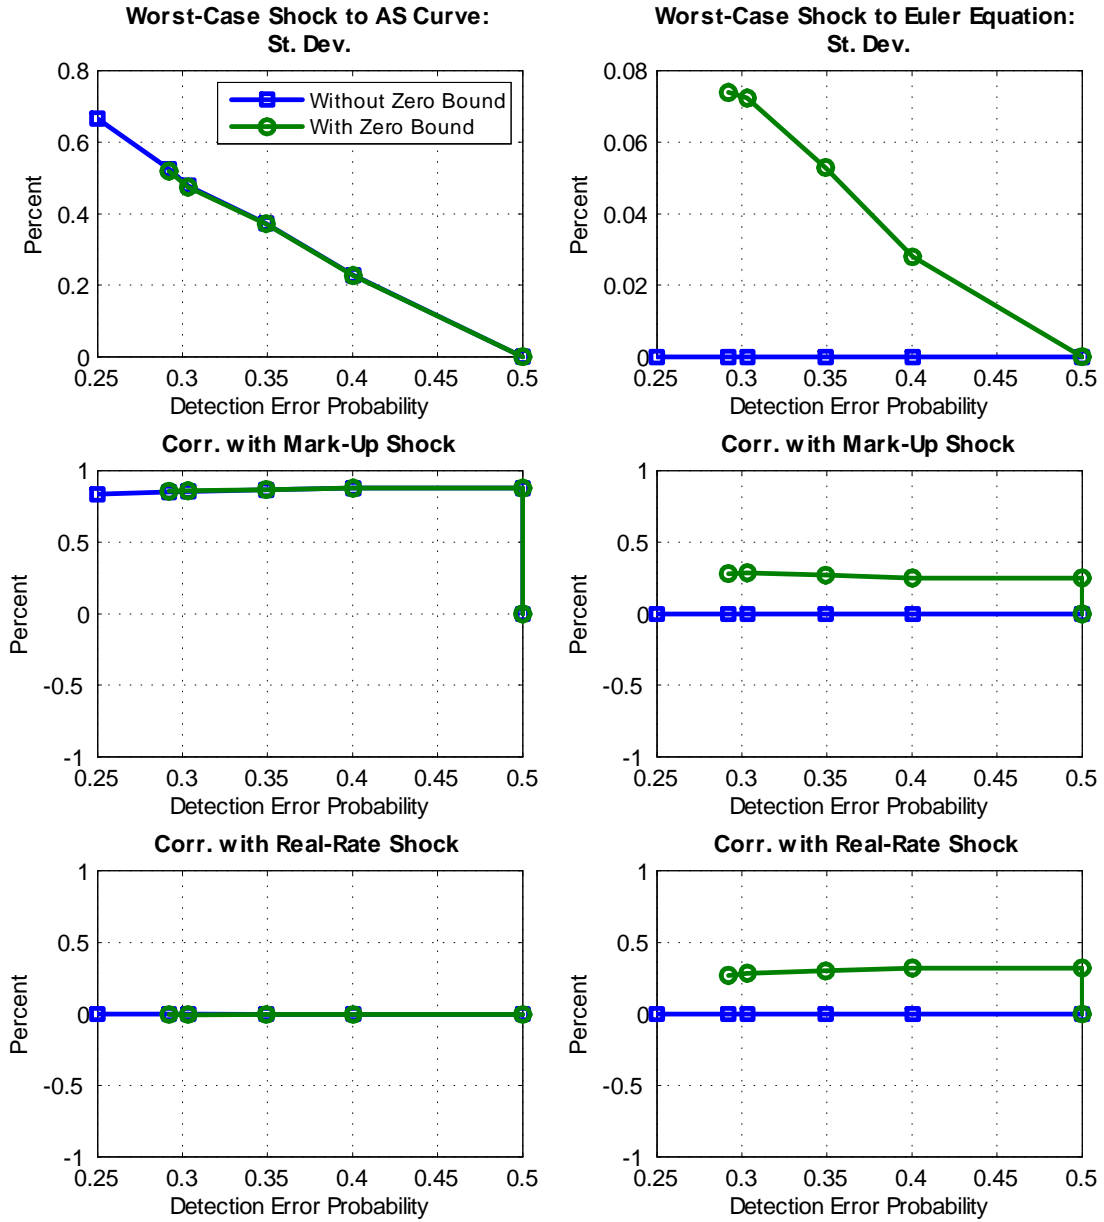 Worst-Case Shock to AS Curve:
St. Dev.
0.8
0.6
0.4
0.2
0
Percent
Without Zero Bound
With Zero Bound
0.25 0.3 0.35 0.4 0.45 0.5
Detection Error Probability
Worst-Case Shock to Euler Equation:
St. Dev.
0.08
0.06
0.04
0.02
0
Percent
0.25 0.3 0.35 0.4 0.45 0.5
Detection Error Probability
Corr. with Mark-Up Shock
1
0.5
0
-0.5
-1
Percent
0.25 0.3 0.35 0.4 0.45 0.5
Detection Error Probability
Corr. with Mark-Up Shock
1
0.5
0
-0.5
-1
Percent
0.25 0.3 0.35 0.4 0.45 0.5
Detection Error Probability
Corr. with Real-Rate Shock
1
0.5
0
-0.5
-1
Percent
0.25 0.3 0.35 0.4 0.45 0.5
Detection Error Probability
Corr. with Real-Rate Shock
1
0.5
0
-0.5
-1
Percent
0.25 0.3 0.35 0.4 0.45 0.5
Detection Error Probability